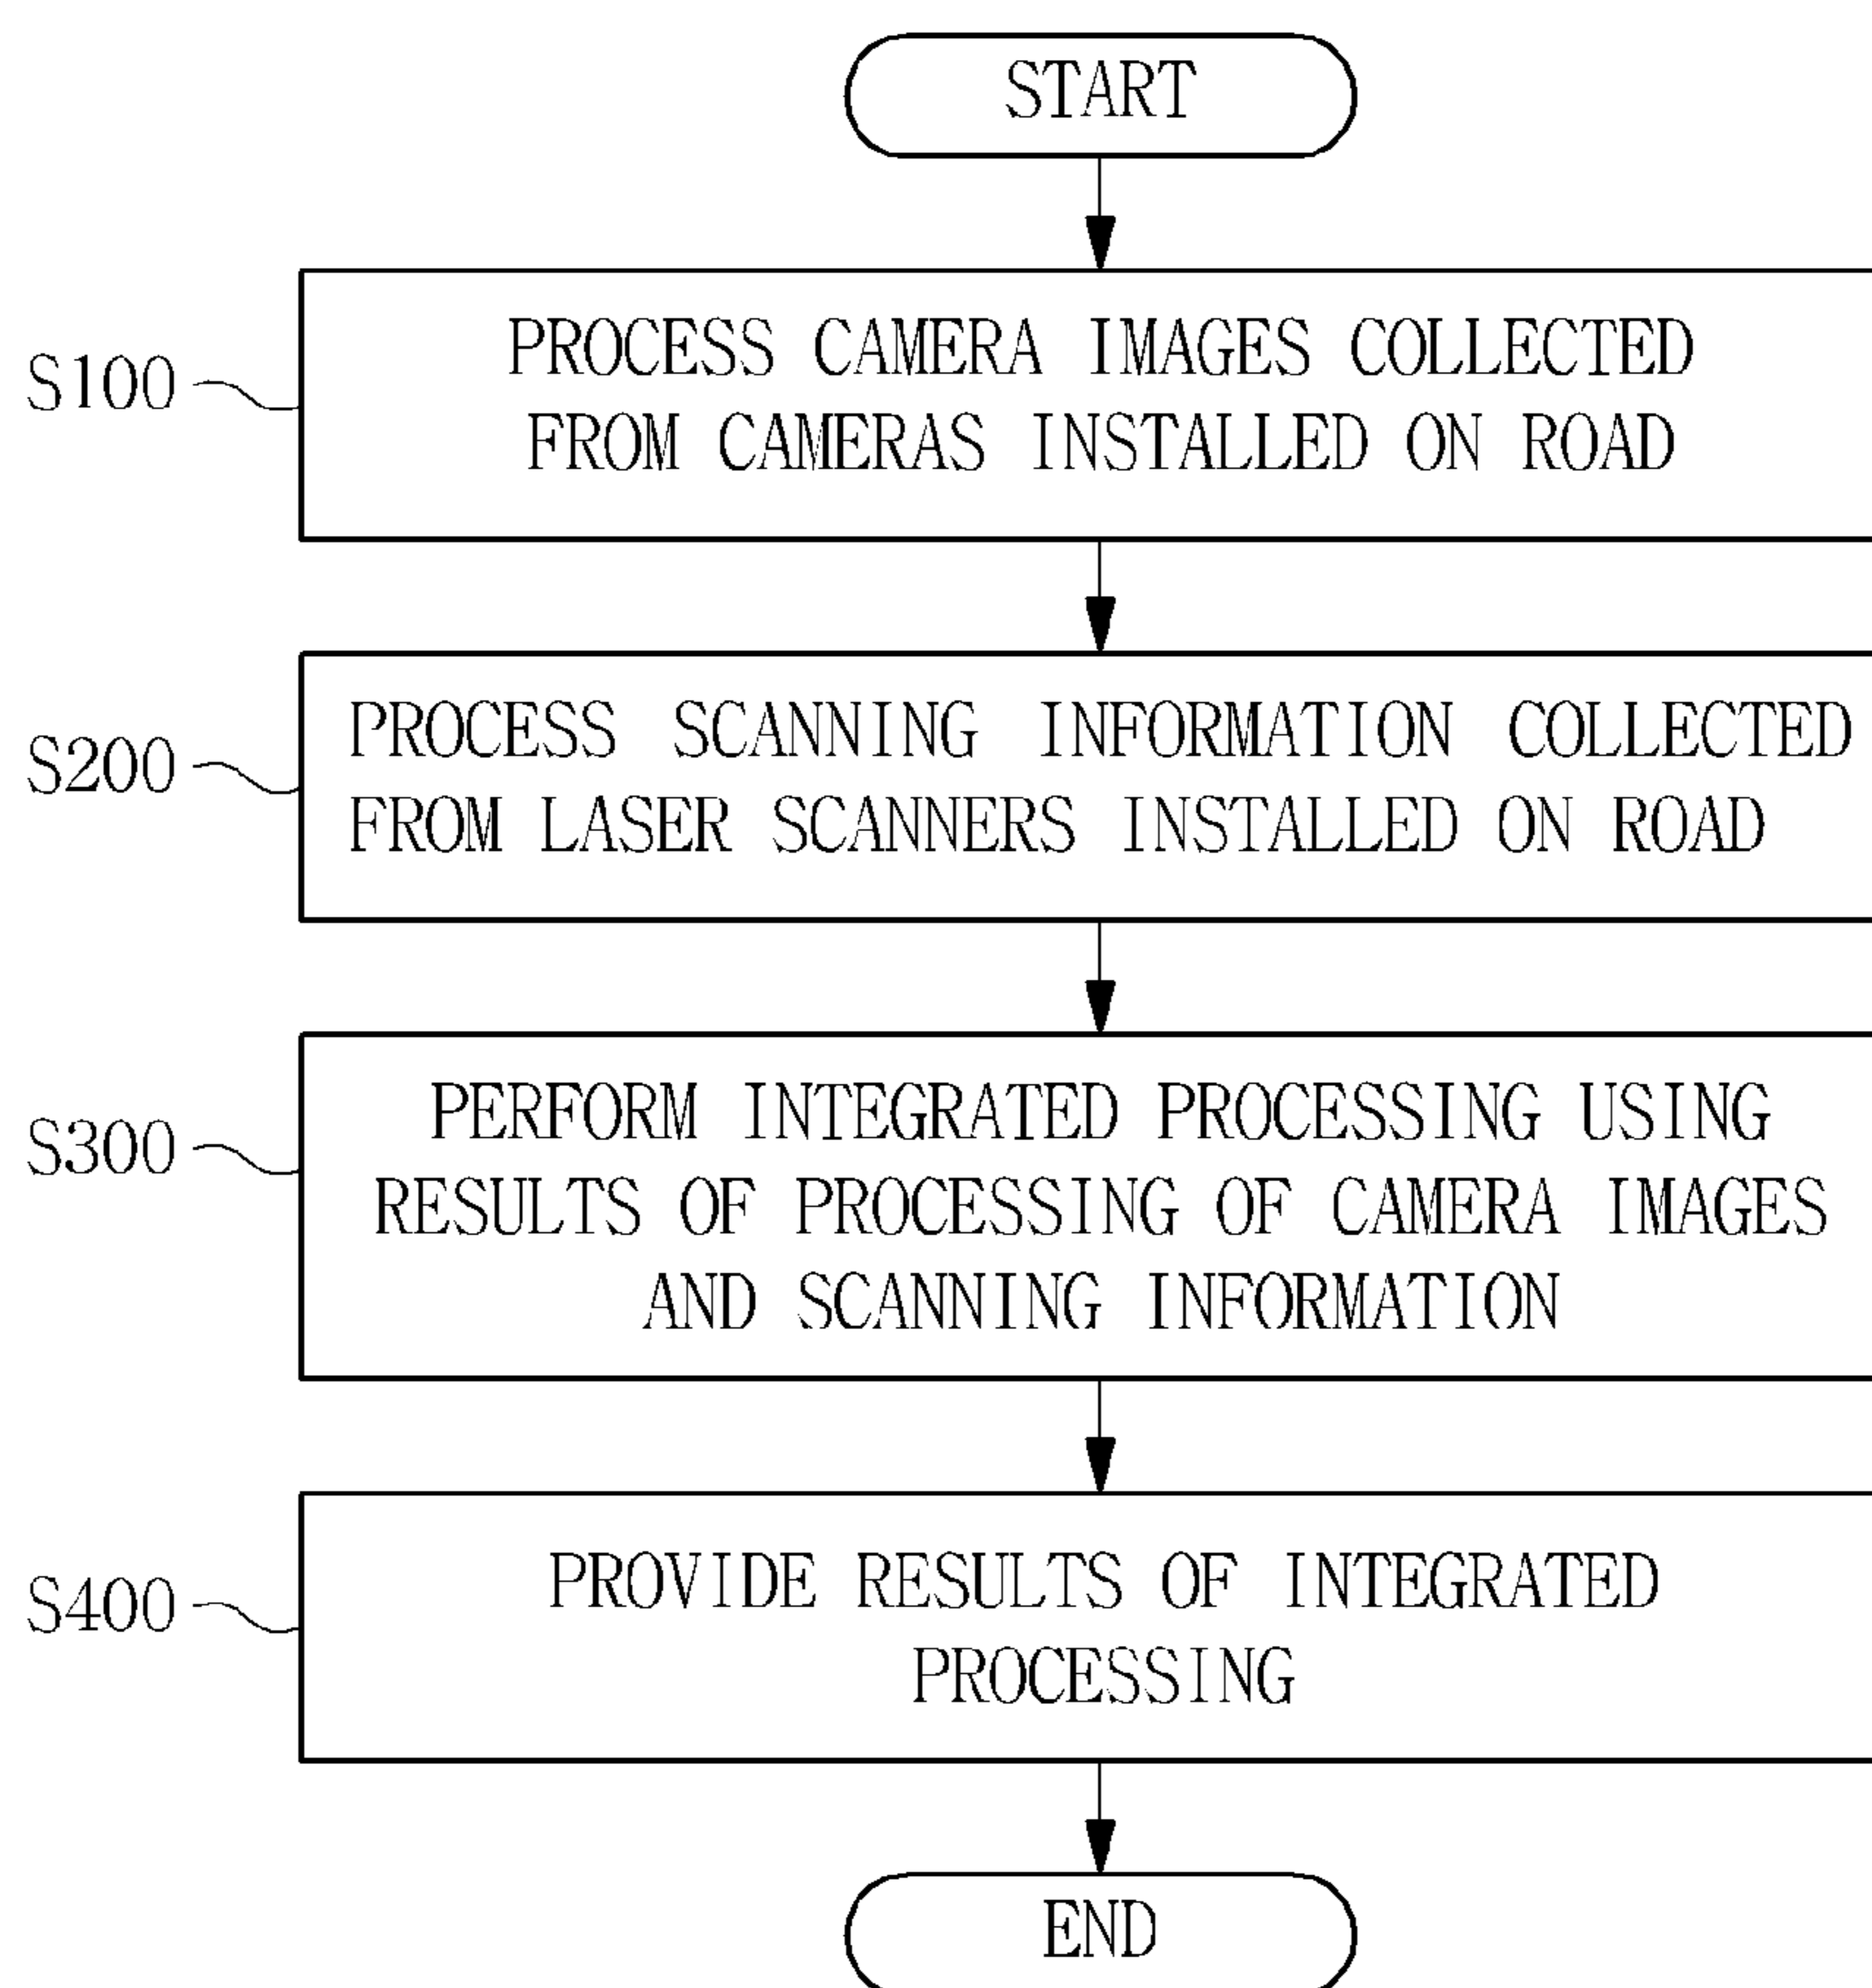 START
S100
PROCESS CAMERA IMAGES COLLECTED
FROM CAMERAS INSTALLED ON ROAD
S200
PROCESS SCANNING INFORMATION COLLECTED
FROM LASER SCANNERS INSTALLED ON ROAD
S300
PERFORM INTEGRATED PROCESSING USING
RESULTS OF PROCESSING OF CAMERA IMAGES
AND SCANNING INFORMATION
S400
PROVIDE RESULTS OF INTEGRATED
PROCESSING
END